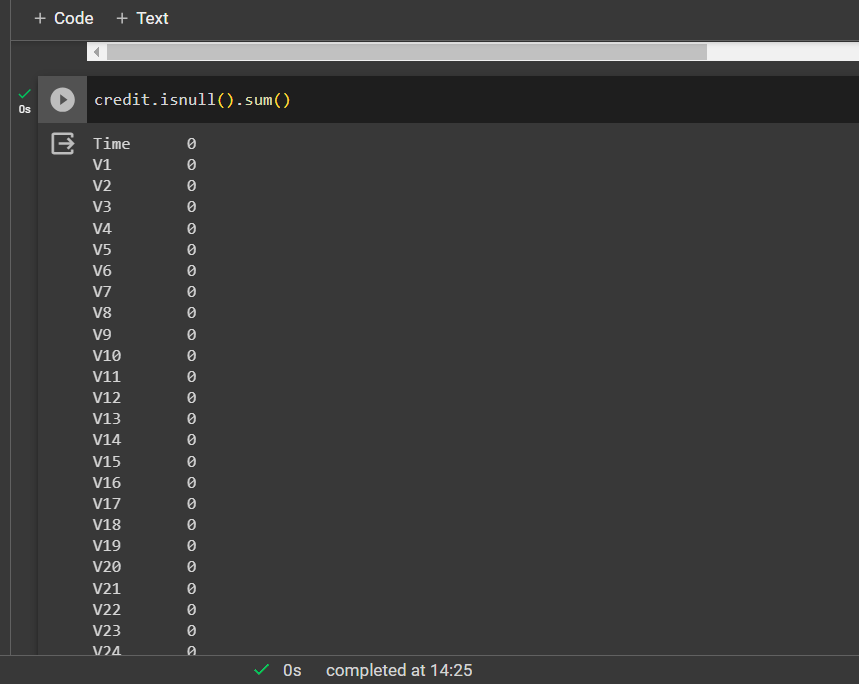 + Code + Text
0s
credit.isnull().sum()
Time 0
V1 0
V2 0
V3 0
V4 0
V5 0
V6 0
V7 0
V8 0
V9 0
V10 0
V11 0
V12 0
V13 0
V14 0
V15 0
V16 0
V17 0
V18 0
V19 0
V20 0
V21 0
V22 0
V23 0
V24 0
0s completed at 14:25